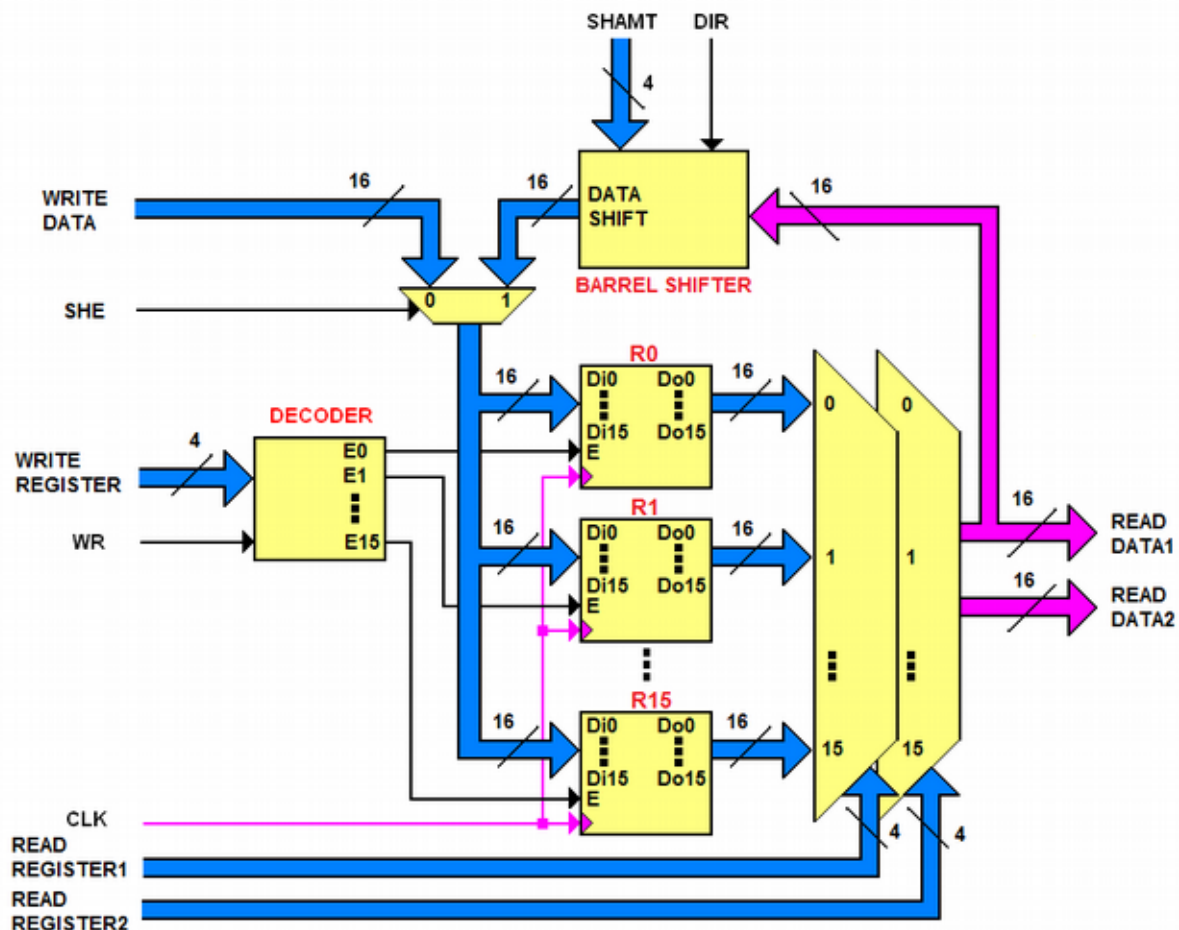 SHAMT DIR
4
WRITE
DATA
16
16
DATA
SHIFT
16
BARREL SHIFTER
SHE
0 1
R0
16
Di0 Do0
Di15 Do15
E
16
0
0
DECODER
WRITE
REGISTER
4
WR
E0
E1
E15
R1
16
Di0 Do0
Di15 Do15
E
16
1
1
16
READ
DATA1
16
READ
DATA2
R15
16
Di0 Do0
Di15 Do15
E
16
15
15
CLK
READ
REGISTER1
4
4
READ
REGISTER2